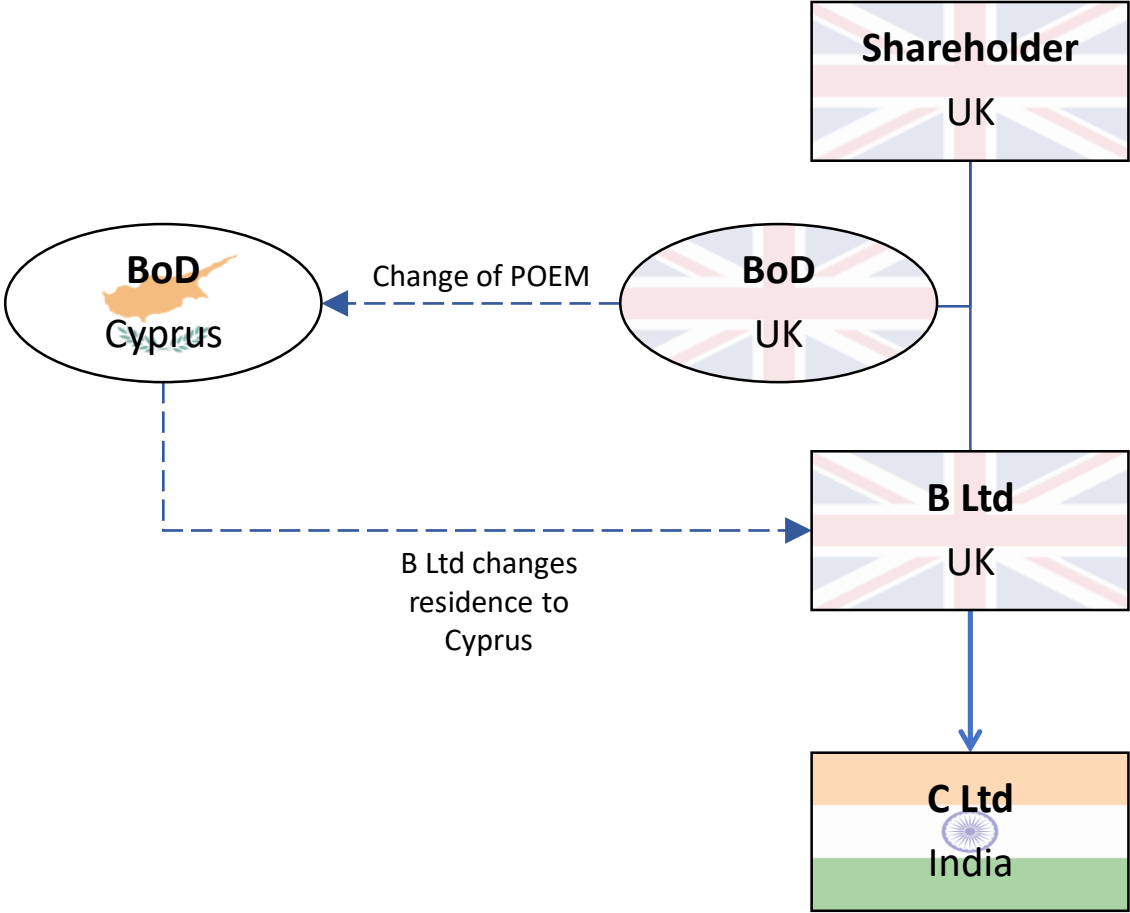 Shareholder
UK
BoD
Cyprus
Change of POEM
BoD
UK
B Ltd changes
residence to
Cyprus
B Ltd
UK
C Ltd
India